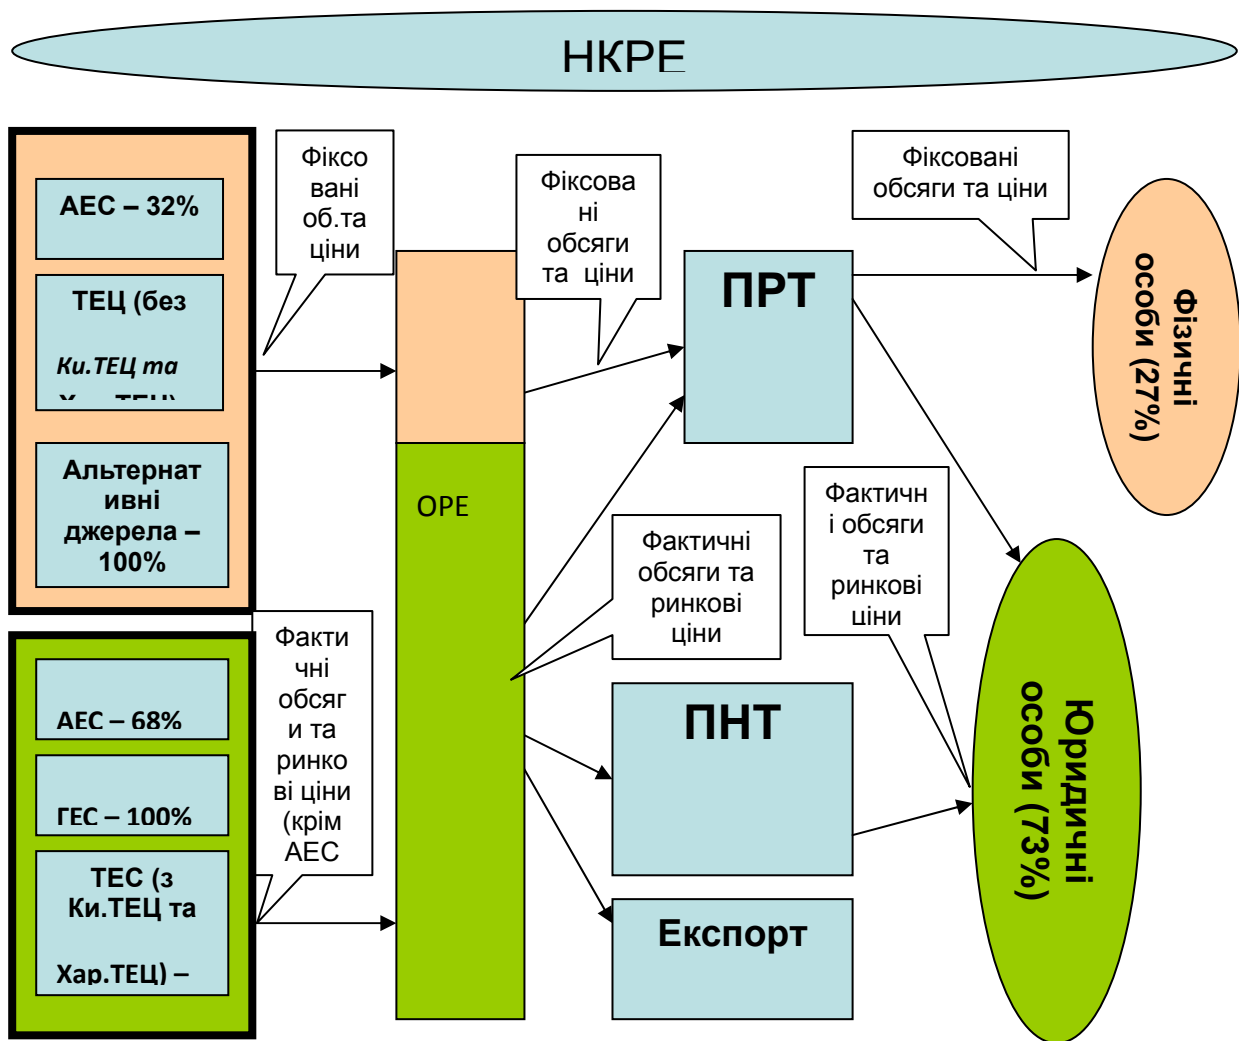 НКРЕ
АЕС – 32%
ТЕЦ (без
Ки.ТЕЦ та
Альтернат
ивні
джерела –
100%
АЕС – 68%
ГЕС – 100%
ТЕС (з
Ки.ТЕЦ та
Хар.ТЕЦ) –
Фіксо
вані
об.та
ціни
Факти
чні
обсяг
и та
ринко
ві ціни
(крім
АЕС
ОРЕ
Фіксова
ні
обсяги
та ціни
Фактичні
обсяги та
ринкові
ціни
ПРТ
ПНТ
Експорт
Фіксовані
обсяги та ціни
Фактичн
і обсяги
та
ринкові
ціни
Фізичні
особи (27%)
Юридичні
особи (73%)